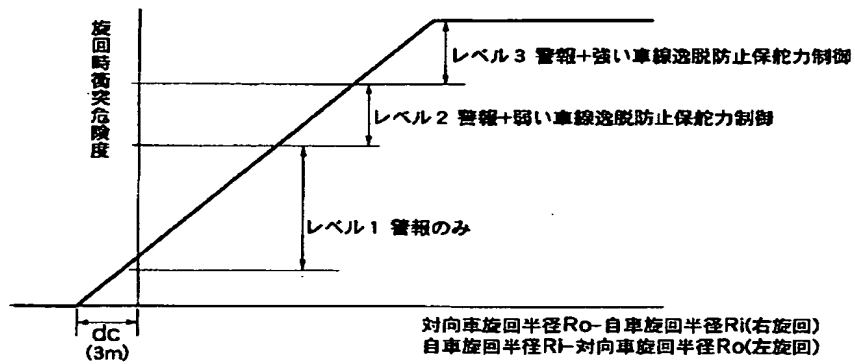 旋回時衝突危険度
レベル3 警報+強い車線逸脱防止保舵力制御
レベル2 警報+弱い車線逸脱防止保舵力制御
レベル1 警報のみ
dc
(3m)
対向車旋回半径Ro-自車旋回半径Ri(右旋回)
自車旋回半径Ri-対向車旋回半径Ro(左旋回)